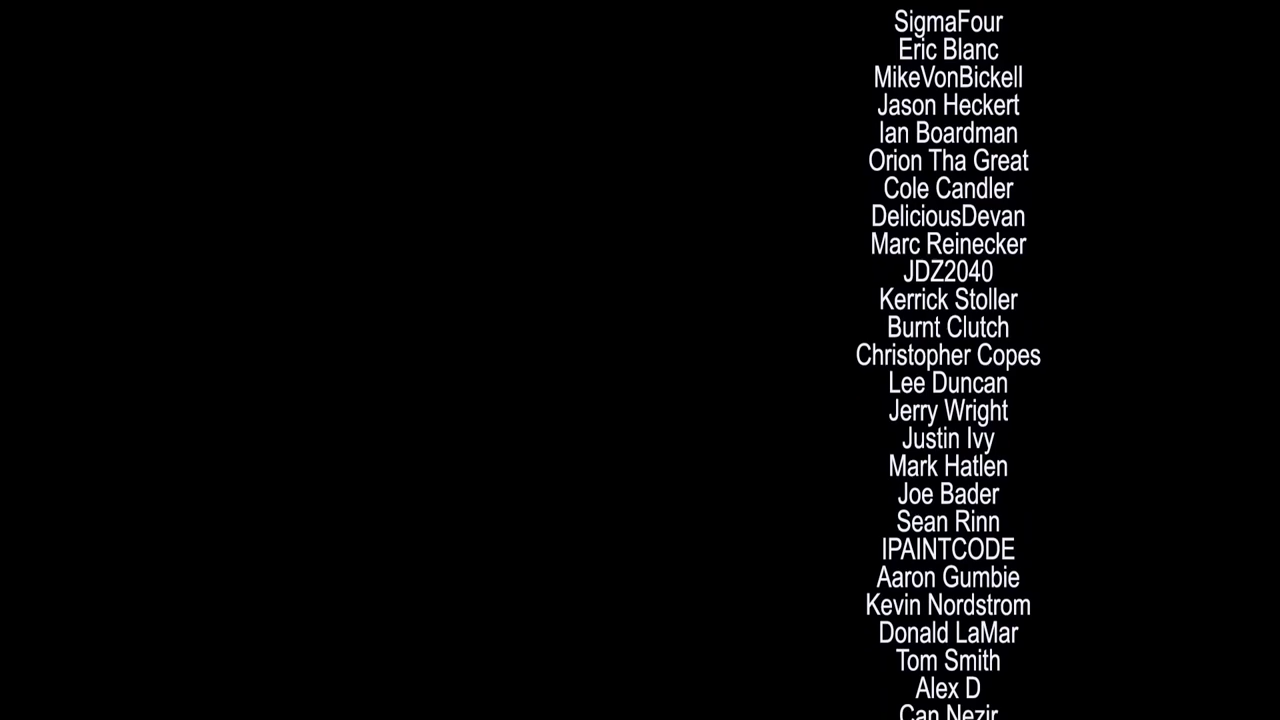 SigmaFour
Eric Blanc
MikeVonBickell
Jason Heckert
Ian Boardman
Orion Tha Great
Cole Candler
DeliciousDevan
Marc Reinecker
JDZ2040
Kerrick Stoller
Burnt Clutch
Christopher Copes
Lee Duncan
Jerry Wright
Justin Ivy
Mark Hatlen
Joe Bader
Sean Rinn
IPAINTCODE
Aaron Gumbie
Kevin Nordstrom
Donald LaMar
Tom Smith
Alex D
Can Nezir